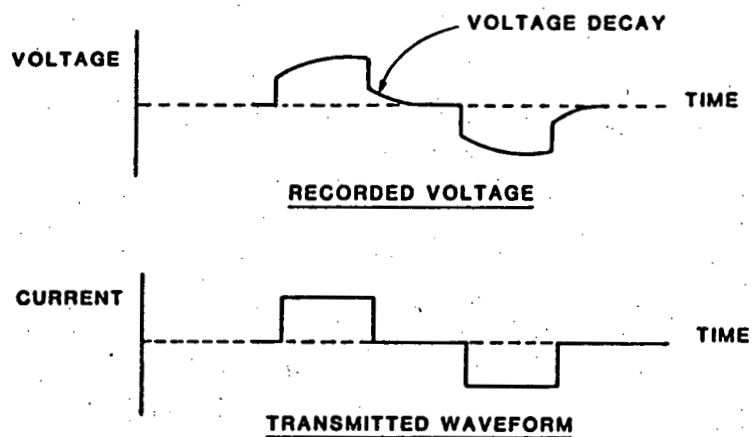 VOLTAGE DECAY
VOLTAGE
TIME
RECORDED VOLTAGE
CURRENT
TIME
TRANSMITTED WAVEFORM